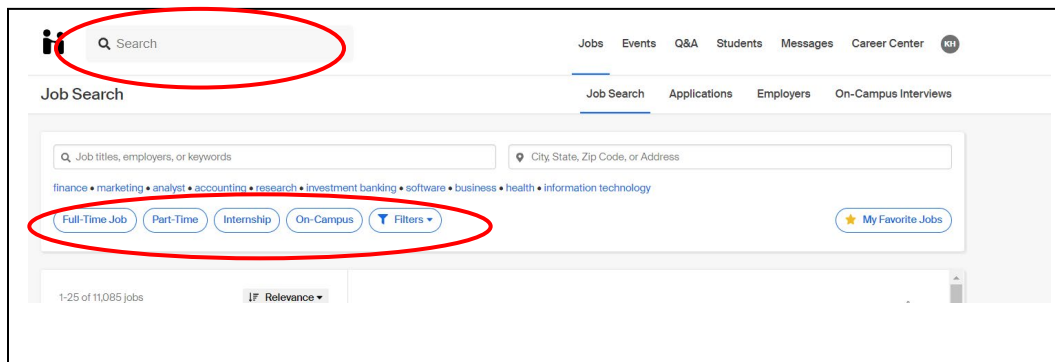 Search Jobs Events Q&A Students Messages Career Center KH
Job Search Job Search Applications Employers On-Campus Interviews
Job titles, employers, or keywords City, State, Zip Code, or Address
finance • marketing • analyst • accounting • research • investment banking • software • business • health • information technology
Full-Time Job Part-Time Internship On-Campus Filters My Favorite Jobs
1-25 of 11,085 jobs Relevance